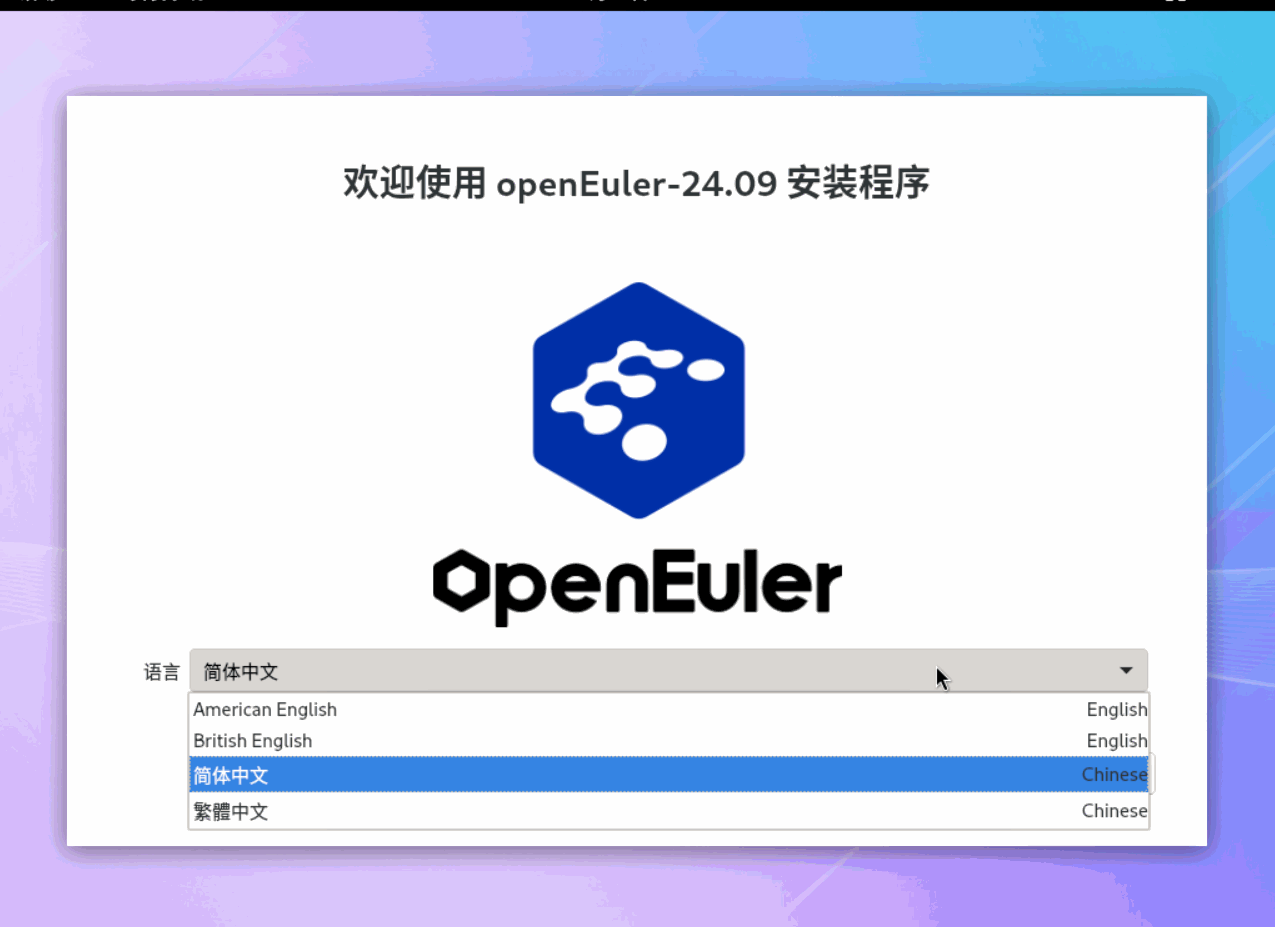 欢迎使用 openEuler-24.09 安装程序
openEuler
语言 简体中文
American English English
British English English
简体中文 Chinese
繁體中文 Chinese